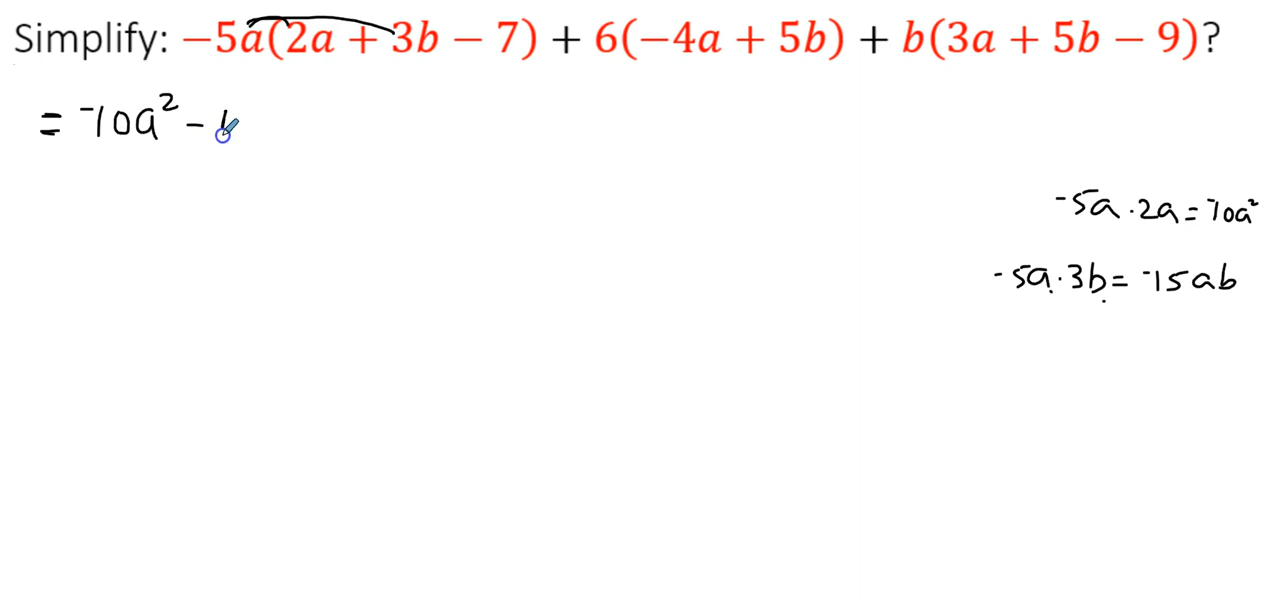 Simplify: −5a(2a + 3b − 7) + 6(−4a + 5b) + b(3a + 5b − 9)?
= -10a² -
-5a · 2a = -10a²
-5a · 3b = -15ab